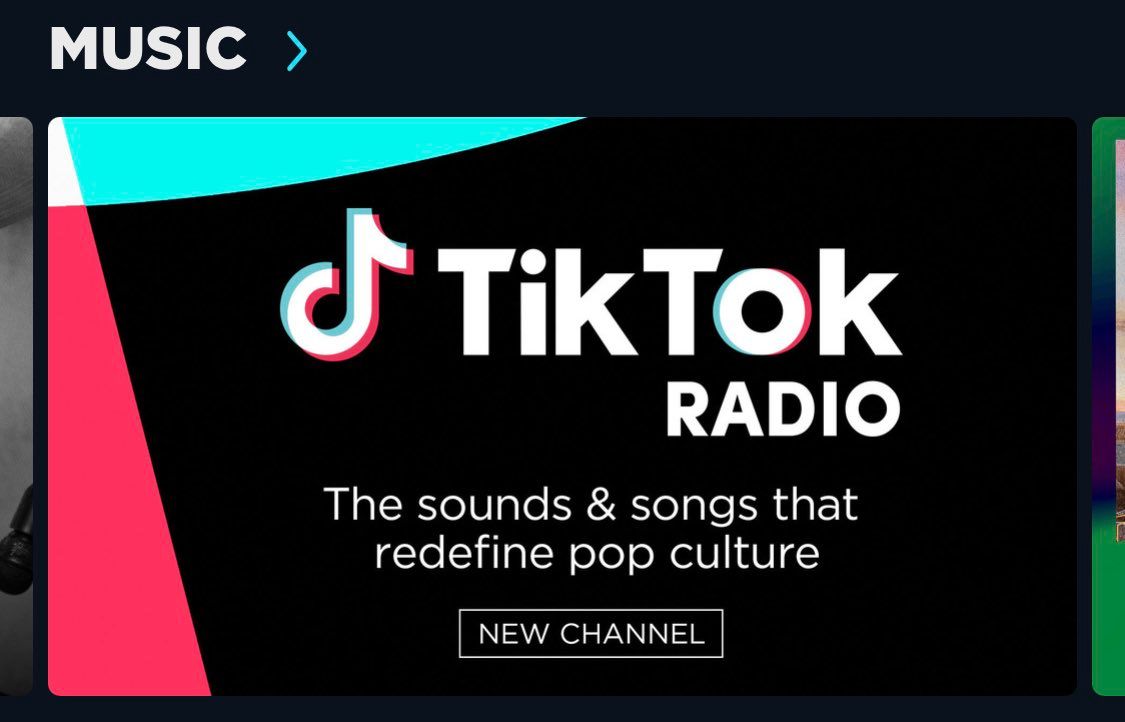 MUSIC
TikTok
RADIO
The sounds & songs that
redefine pop culture
NEW CHANNEL